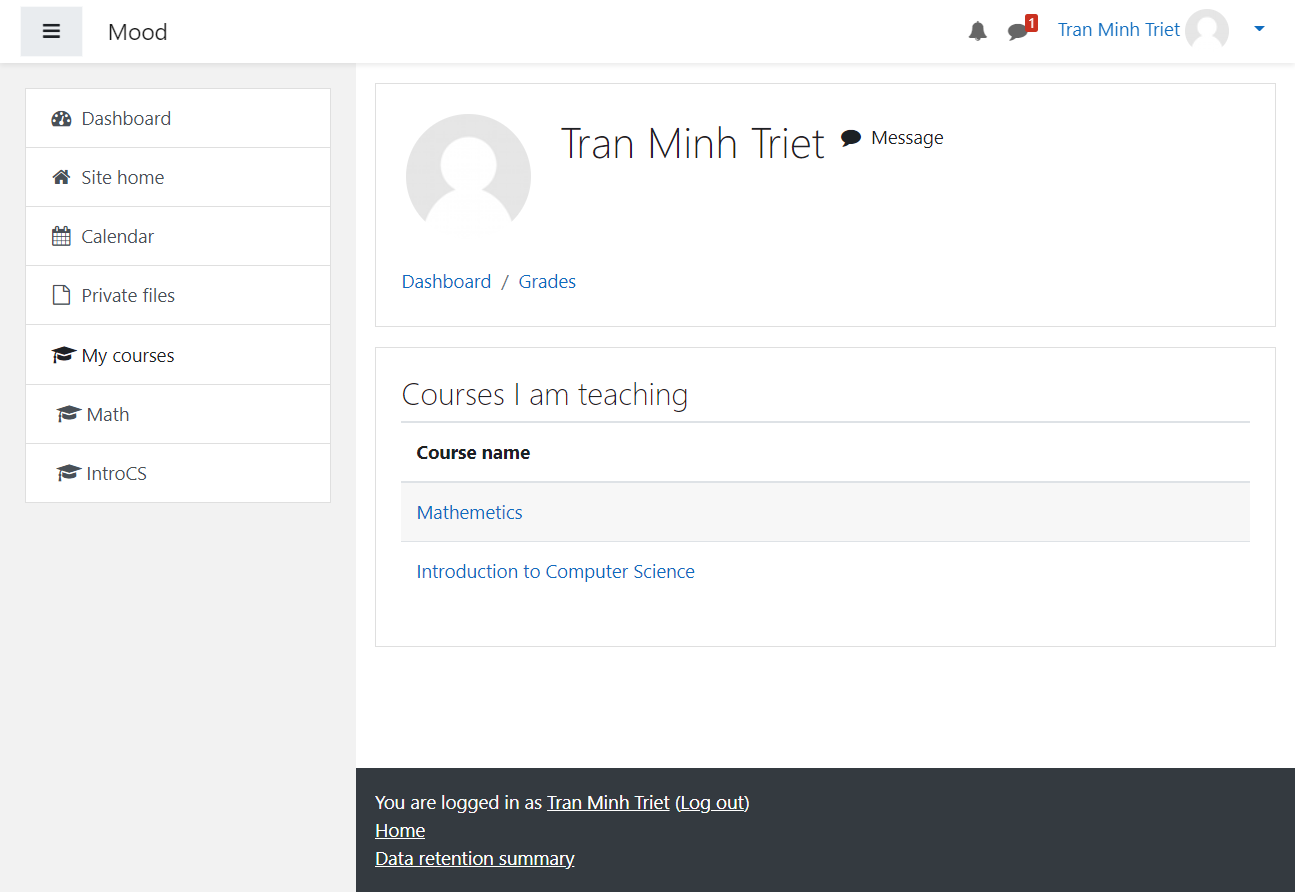 Mood
1
Tran Minh Triet
Dashboard
Site home
Calendar
Private files
My courses
Math
IntroCS
Tran Minh Triet Message
Dashboard / Grades
Courses I am teaching
Course name
Mathemetics
Introduction to Computer Science
You are logged in as Tran Minh Triet (Log out)
Home
Data retention summary